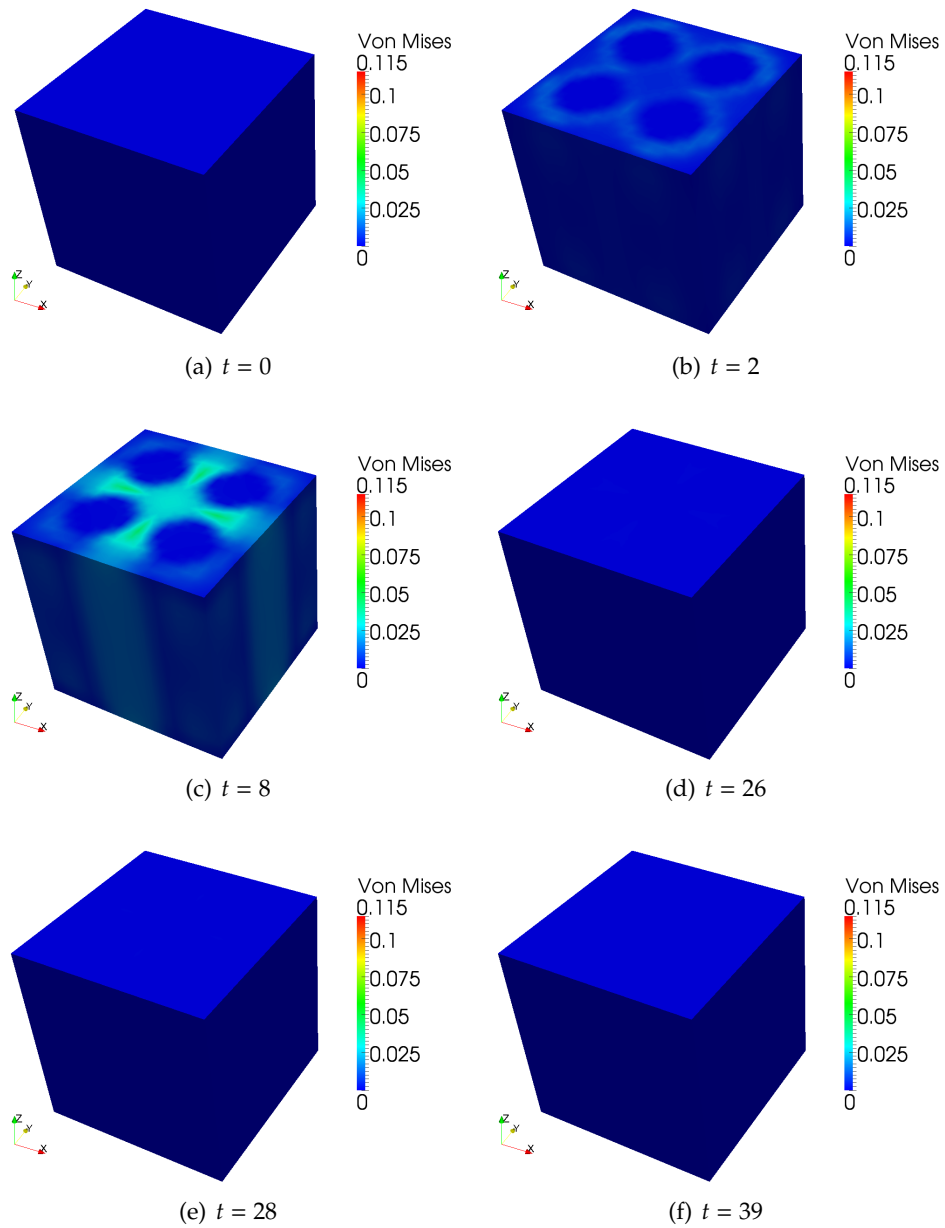 Von Mises
0.115
0.1
0.075
0.05
0.025
0
Z
Y
X
(a) t = 0
Von Mises
0.115
0.1
0.075
0.05
0.025
0
Z
Y
X
(b) t = 2
Von Mises
0.115
0.1
0.075
0.05
0.025
0
Z
Y
X
(c) t = 8
Von Mises
0.115
0.1
0.075
0.05
0.025
0
Z
Y
X
(d) t = 26
Von Mises
0.115
0.1
0.075
0.05
0.025
0
Z
Y
X
(e) t = 28
Von Mises
0.115
0.1
0.075
0.05
0.025
0
Z
Y
X
(f) t = 39